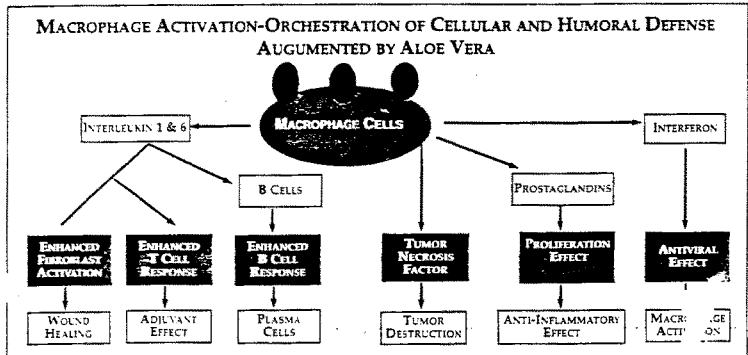 MACROPHAGE ACTIVATION-ORCHESTRATION OF CELLULAR AND HUMORAL DEFENSE
AUGUMENTED BY ALOE VERA
MACROPHAGE CELLS
INTERLEUKIN 1 & 6
INTERFERON
B CELLS
PROSTAGLANDINS
ENHANCED
FIBROBLAST
ACTIVATION
ENHANCED
T CELL
RESPONSE
ENHANCED
B CELL
RESPONSE
TUMOR
NECROSIS
FACTOR
PROLIFERATION
EFFECT
ANTIVIRAL
EFFECT
WOUND
HEALING
ADJUVANT
EFFECT
PLASMA
CELLS
TUMOR
DESTRUCTION
ANTI-INFLAMMATORY
EFFECT